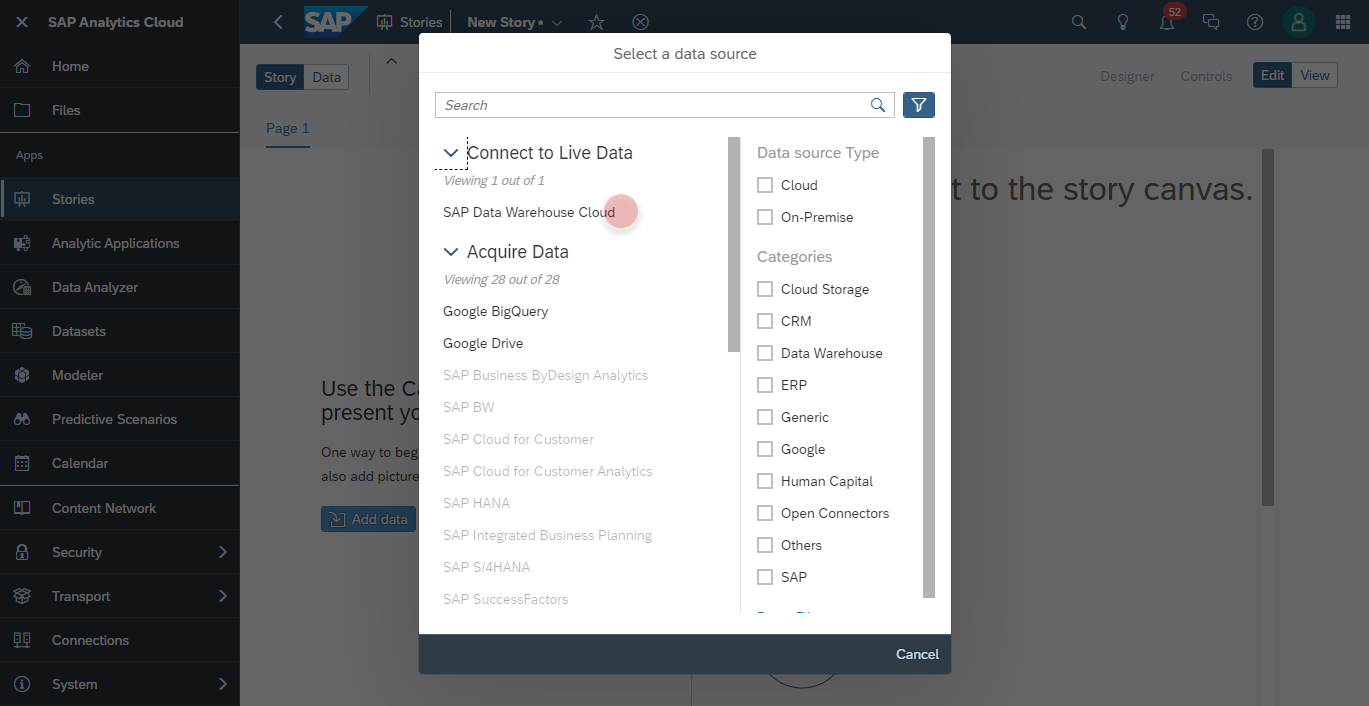 SAP Analytics Cloud
SAP Stories New Story* 52
Home
Files
Apps
Stories
Analytic Applications
Data Analyzer
Datasets
Modeler
Predictive Scenarios
Calendar
Content Network
Security
Transport
Connections
System
Story Data
Designer Controls Edit View
Page 1
t to the story canvas.
Use the Ca
present yo
One way to beg
also add picture
Add data
Select a data source
Search
Connect to Live Data
Viewing 1 out of 1
SAP Data Warehouse Cloud
Acquire Data
Viewing 28 out of 28
Google BigQuery
Google Drive
SAP Business ByDesign Analytics
SAP BW
SAP Cloud for Customer
SAP Cloud for Customer Analytics
SAP HANA
SAP Integrated Business Planning
SAP S/4HANA
SAP SuccessFactors
Data source Type
Cloud
On-Premise
Categories
Cloud Storage
CRM
Data Warehouse
ERP
Generic
Google
Human Capital
Open Connectors
Others
SAP
Cancel